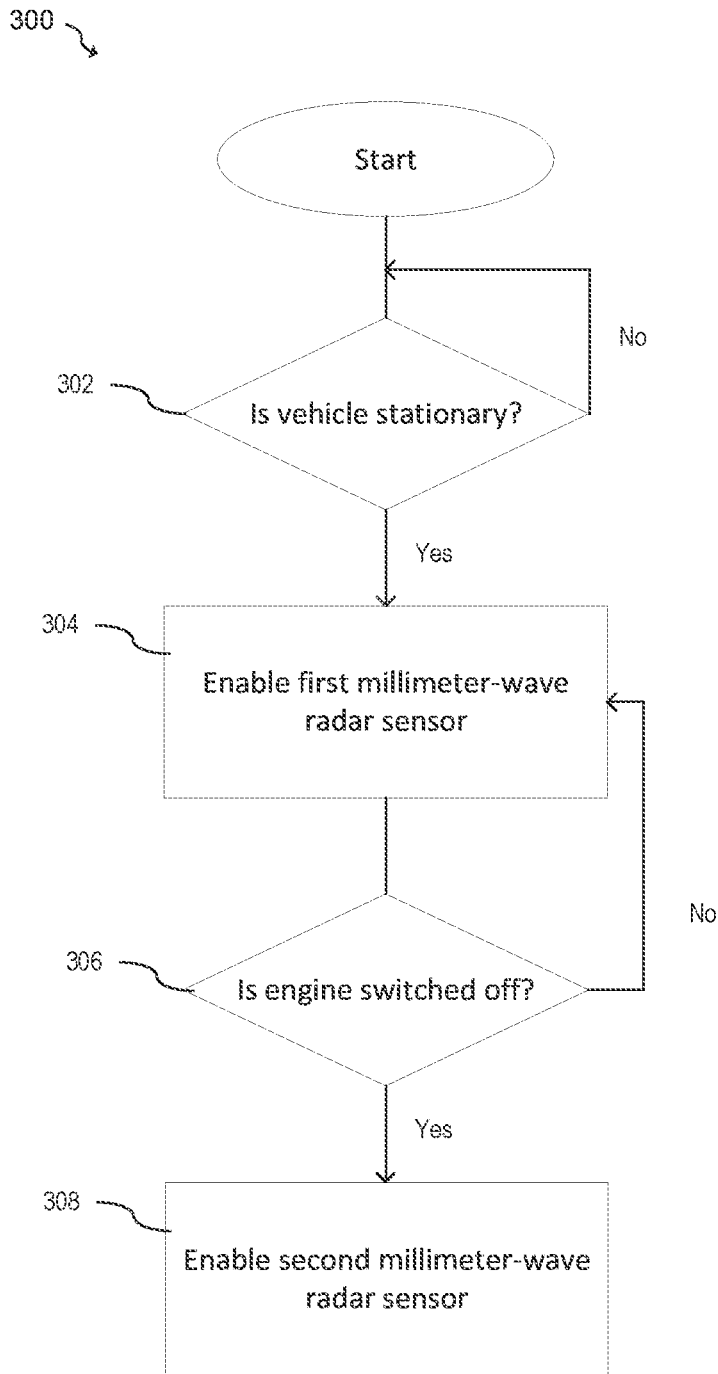 300
Start
No
302
Is vehicle stationary?
Yes
304
Enable first millimeter-wave
radar sensor
No
306
Is engine switched off?
Yes
308
Enable second millimeter-wave
radar sensor